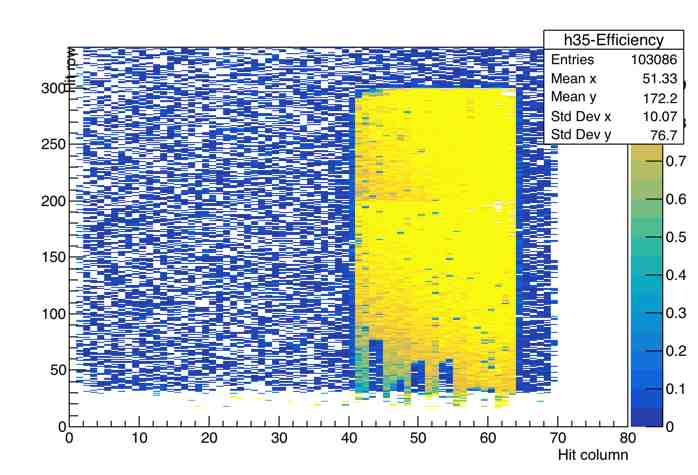 h35-Efficiency
Entries 103086
Mean x 51.33
Mean y 172.2
Std Dev x 10.07
Std Dev y 76.7
Hit row
300
250
200
150
100
50
0
0 10 20 30 40 50 60 70 80
Hit column
0.7
0.6
0.5
0.4
0.3
0.2
0.1
0